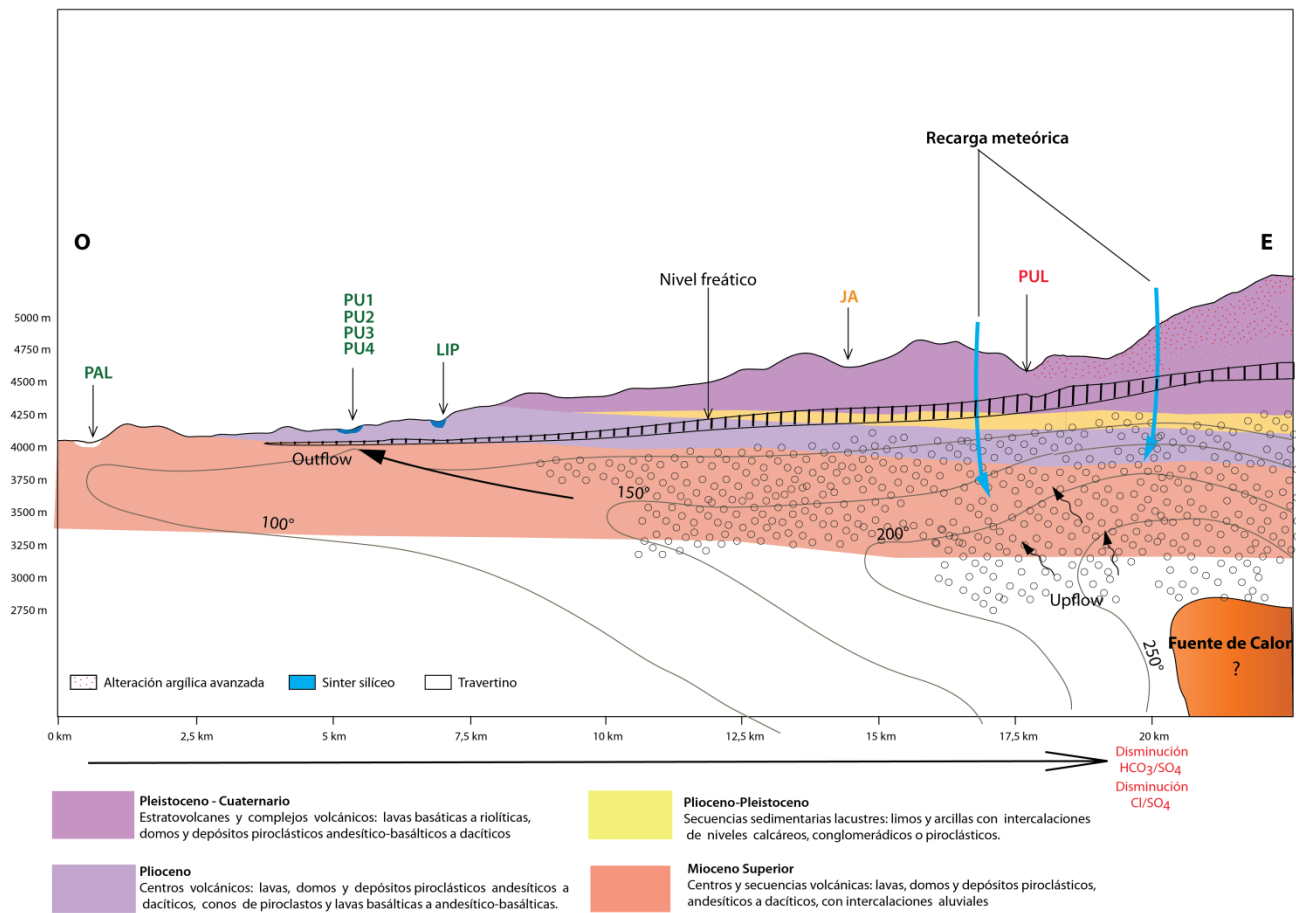 Recarga meteórica
O
E
Nivel freático
PUL
JA
PU1
PU2
PU3
PU4
LIP
PAL
5000 m
4750 m
4500 m
4250 m
4000 m
3750 m
3500 m
3250 m
3000 m
2750 m
Outflow
150°
100°
200°
Upflow
250°
Fuente de Calor
?
Alteración argílica avanzada
Sinter silíceo
Travertino
0 km
2,5 km
5 km
7,5 km
10 km
12,5 km
15 km
17,5 km
20 km
Disminución
HCO3/SO4
Disminución
Cl/SO4
Pleistoceno - Cuaternario
Estratovolcanes y complejos volcánicos: lavas basáticas a riolíticas,
domos y depósitos piroclásticos andesítico-basálticos a dacíticos
Plioceno-Pleistoceno
Secuencias sedimentarias lacustres: limos y arcillas con intercalaciones
de niveles calcáreos, conglomerádicos o piroclásticos.
Plioceno
Centros volcánicos: lavas, domos y depósitos piroclásticos andesíticos a
dacíticos, conos de piroclastos y lavas basálticas a andesítico-basálticas.
Mioceno Superior
Centros y secuencias volcánicas: lavas, domos y depósitos piroclásticos,
andesíticos a dacíticos, con intercalaciones aluviales